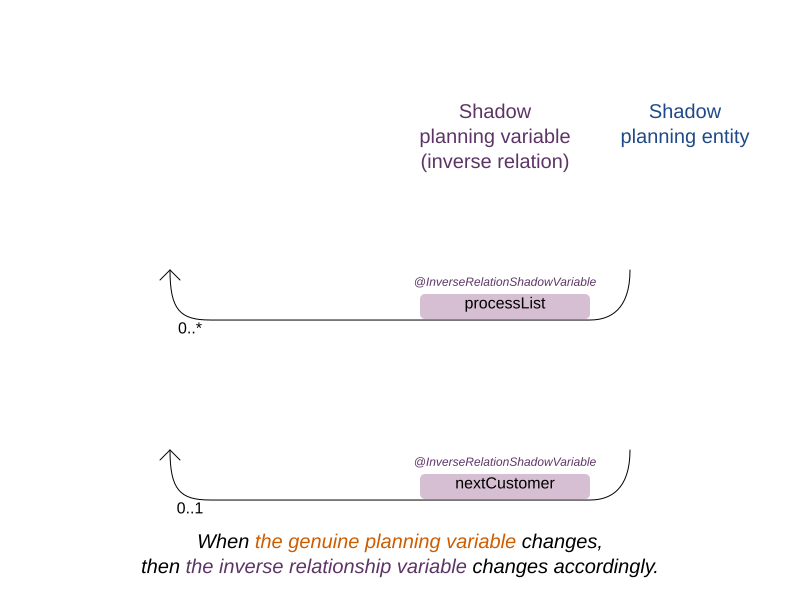 Shadow
planning variable
(inverse relation)
Shadow
planning entity
@InverseRelationShadowVariable
processList
0..*
@InverseRelationShadowVariable
nextCustomer
0..1
When the genuine planning variable changes,
then the inverse relationship variable changes accordingly.